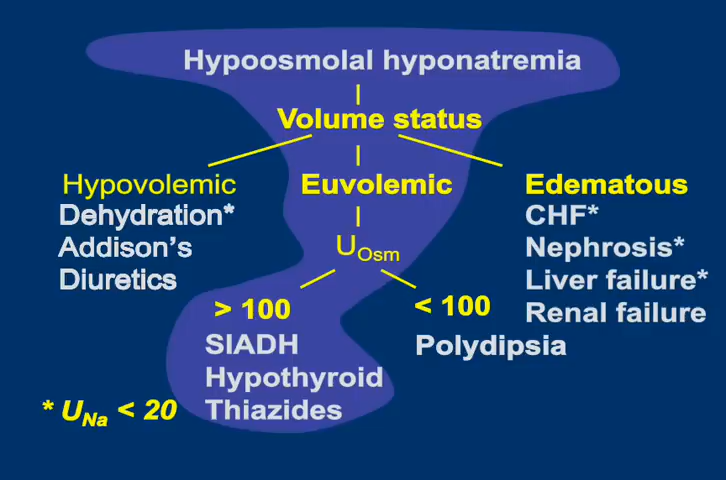 Hypoosmolal hyponatremia
Volume status
Hypovolemic
Dehydration*
Addison's
Diuretics
Euvolemic
UOsm
> 100
SIADH
Hypothyroid
Thiazides
< 100
Polydipsia
Edematous
CHF*
Nephrosis*
Liver failure*
Renal failure
* UNa < 20